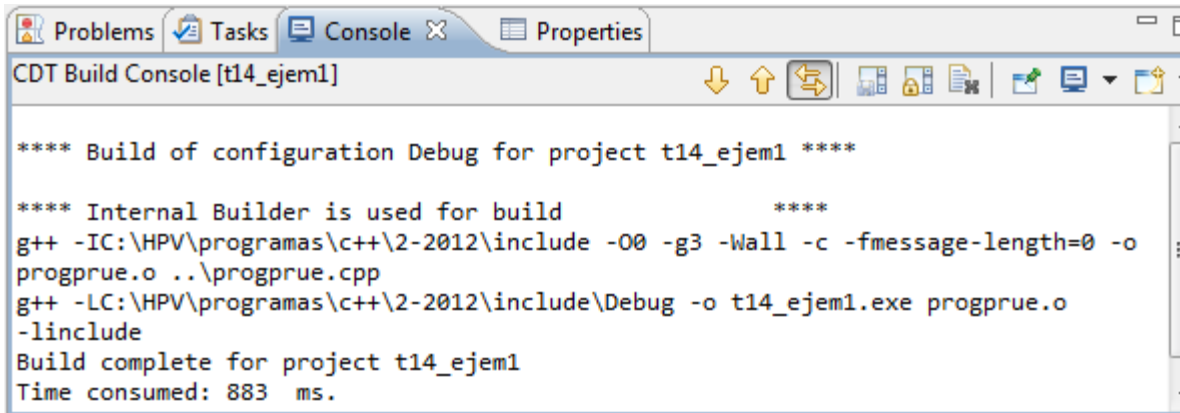 Problems Tasks Console Properties
CDT Build Console [t14_ejem1]
**** Build of configuration Debug for project t14_ejem1 ****
**** Internal Builder is used for build                ****
g++ -IC:\HPV\programas\c++\2-2012\include -O0 -g3 -Wall -c -fmessage-length=0 -o
progprue.o ..\progprue.cpp
g++ -LC:\HPV\programas\c++\2-2012\include\Debug -o t14_ejem1.exe progprue.o
-linclude
Build complete for project t14_ejem1
Time consumed: 883  ms.